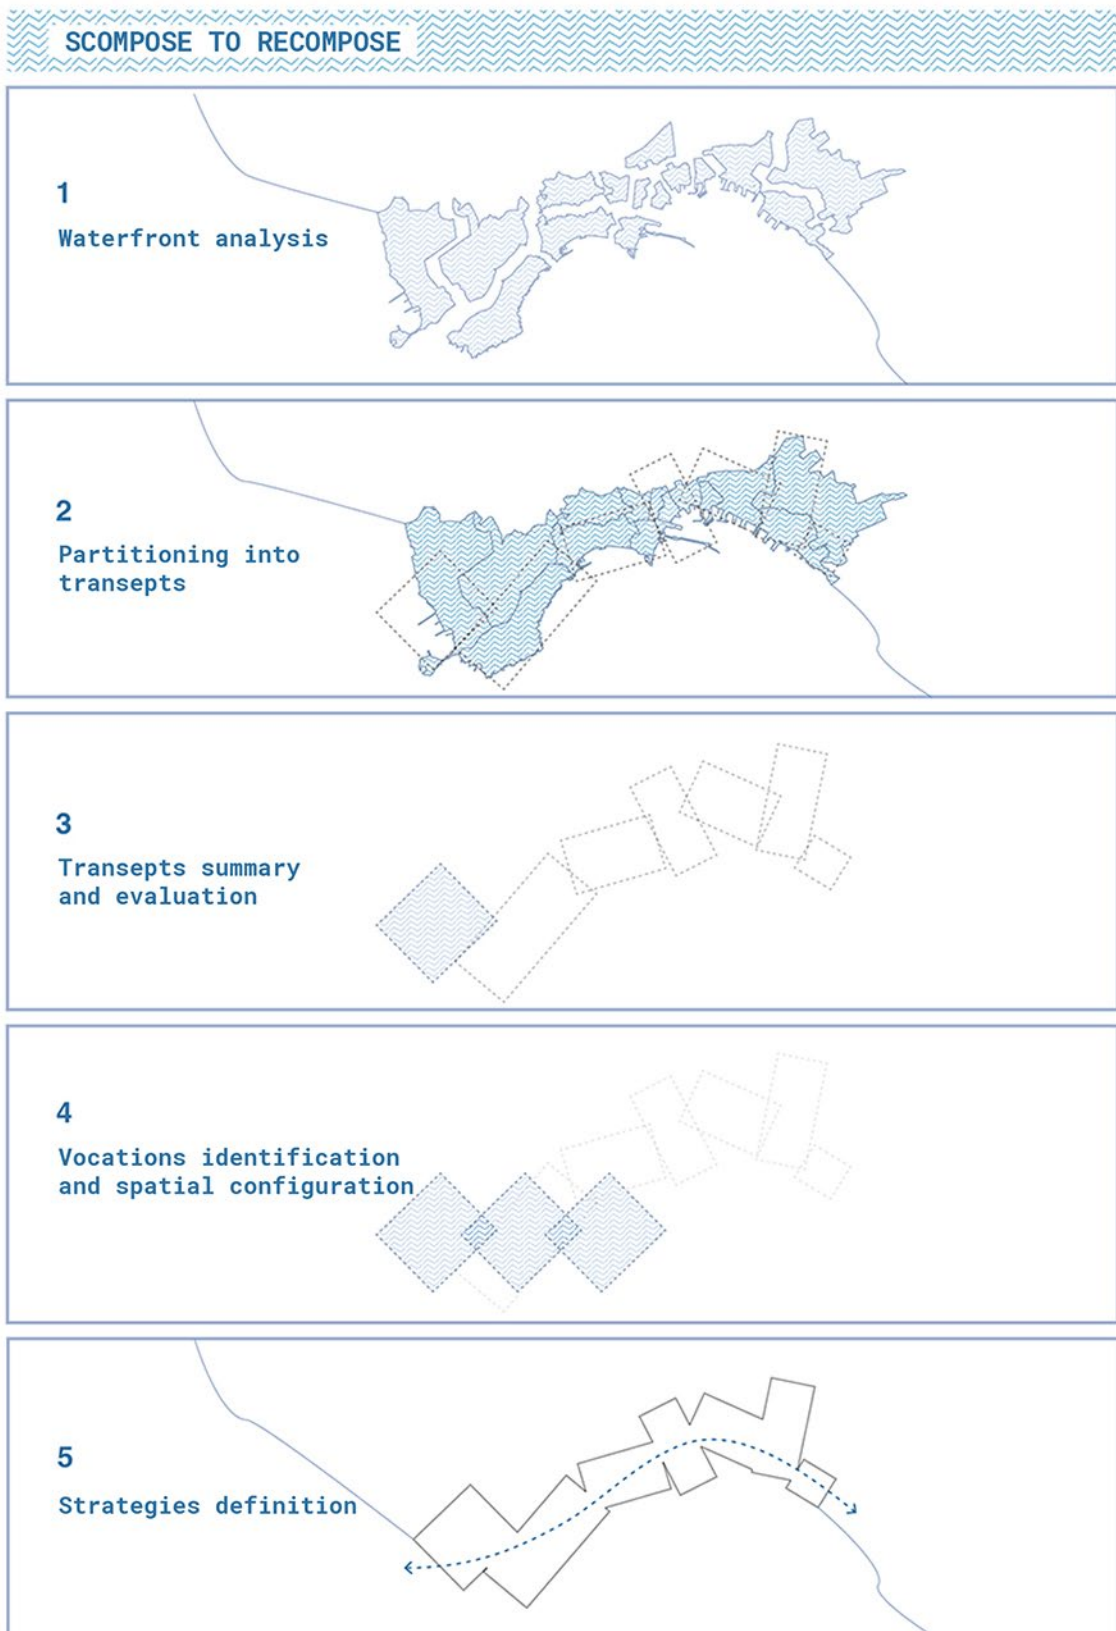 SCOMPOSE TO RECOMPOSE
1
Waterfront analysis
2
Partitioning into
transepts
3
Transepts summary
and evaluation
4
Vocations identification
and spatial configuration
5
Strategies definition